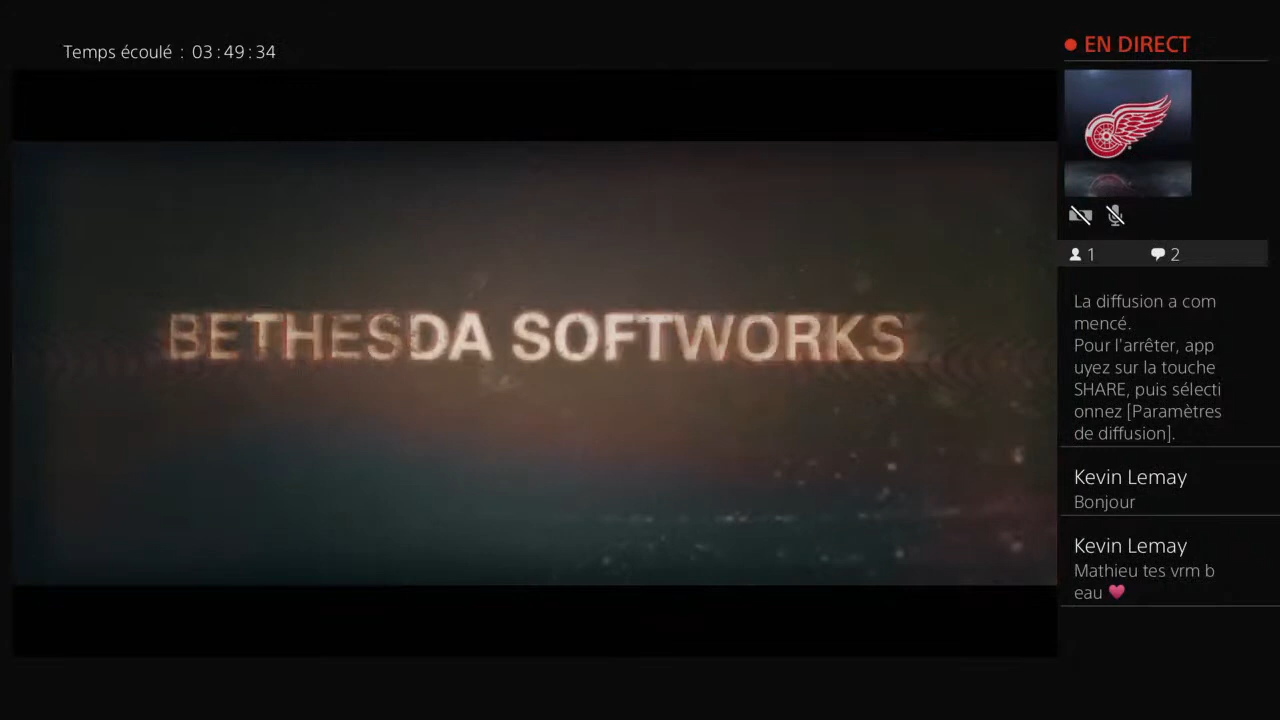 Temps écoulé : 03:49:34
EN DIRECT
BETHESDA SOFTWORKS
1
2
La diffusion a com
mencé.
Pour l'arrêter, app
uyez sur la touche
SHARE, puis sélecti
onnez [Paramètres
de diffusion].
Kevin Lemay
Bonjour
Kevin Lemay
Mathieu tes vrm b
eau 💗